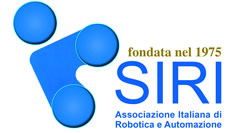 fondata nel 1975
SIRI
Associazione Italiana di
Robotica e Automazione